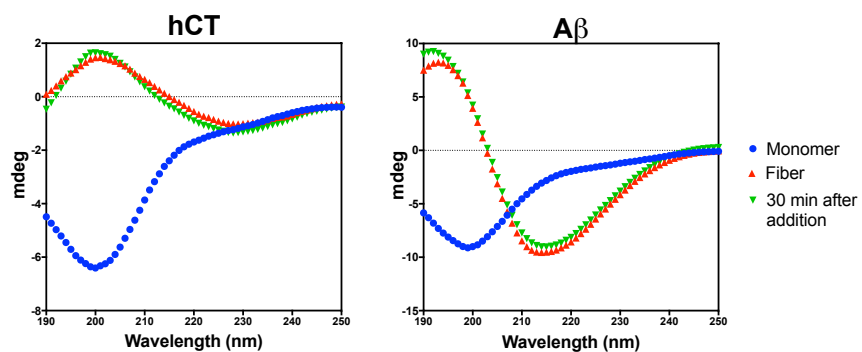 hCT
2
0
-2
-4
-6
-8
mdeg
190 200 210 220 230 240 250
Wavelength (nm)
Aβ
10
5
0
-5
-10
-15
mdeg
190 200 210 220 230 240 250
Wavelength (nm)
Monomer
Fiber
30 min after
addition